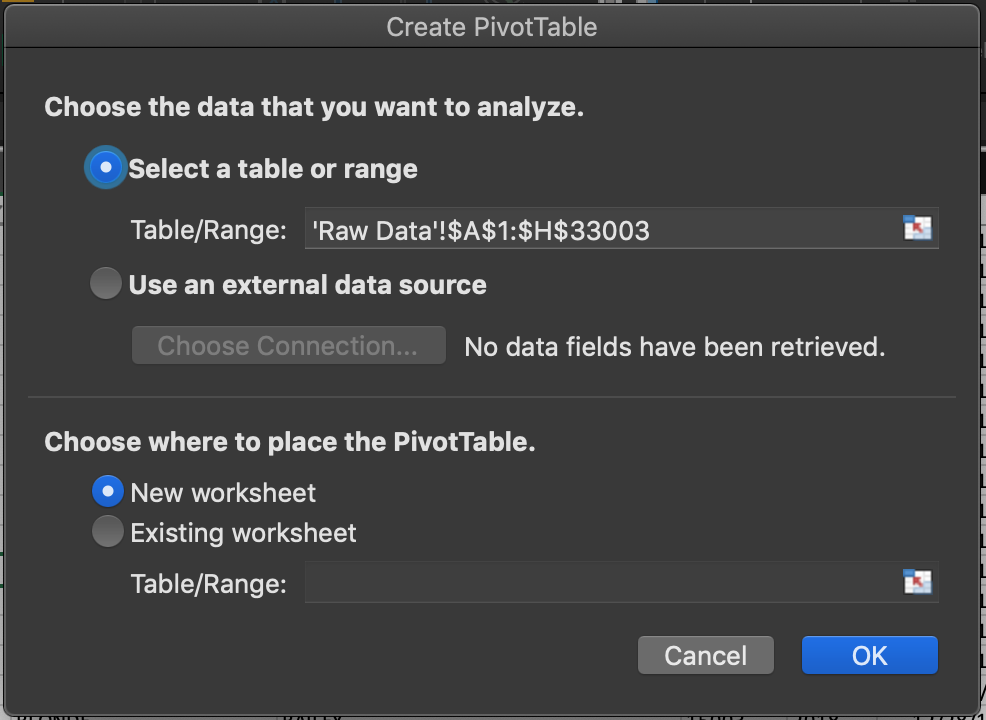 Create PivotTable
Choose the data that you want to analyze.
Select a table or range
Table/Range: 'Raw Data'!$A$1:$H$33003
Use an external data source
Choose Connection... No data fields have been retrieved.
Choose where to place the PivotTable.
New worksheet
Existing worksheet
Table/Range:
Cancel OK